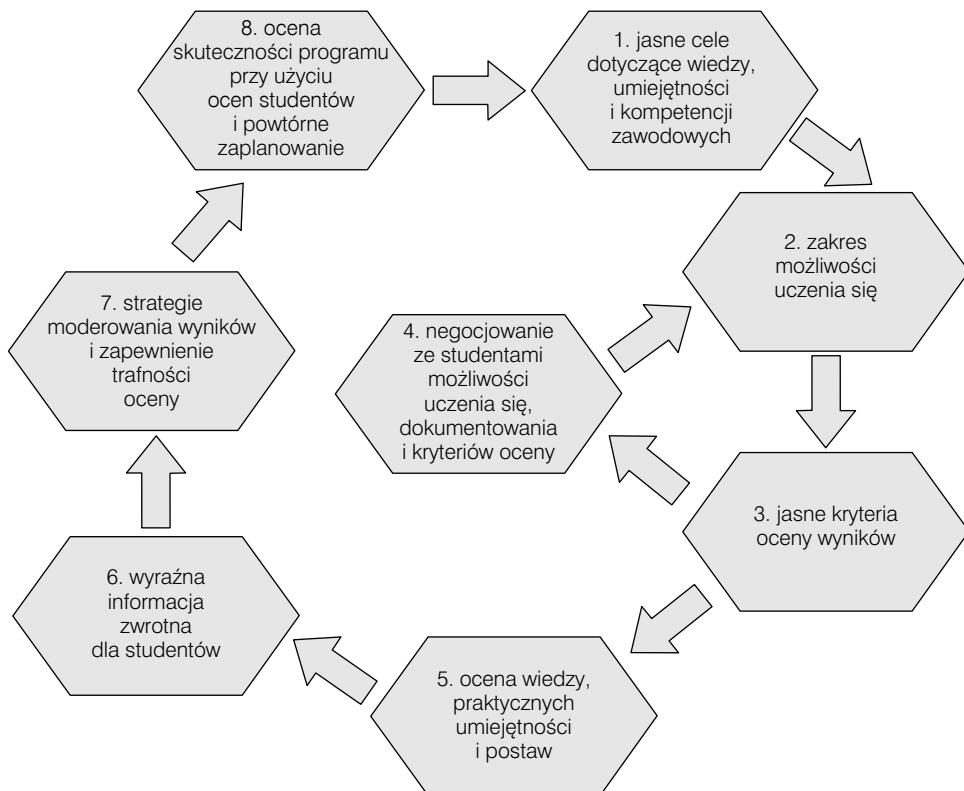 1. jasne cele
dotyczące wiedzy,
umiejętności
i kompetencji
zawodowych
2. zakres
możliwości
uczenia się
3. jasne kryteria
oceny wyników
4. negocjowanie
ze studentami
możliwości
uczenia się,
dokumentowania
i kryteriów oceny
5. ocena wiedzy,
praktycznych
umiejętności
i postaw
6. wyraźna
informacja
zwrotna
dla studentów
7. strategie
moderowania wyników
i zapewnienie
trafności
oceny
8. ocena
skuteczności programu
przy użyciu
ocen studentów
i powtórne
zaplanowanie